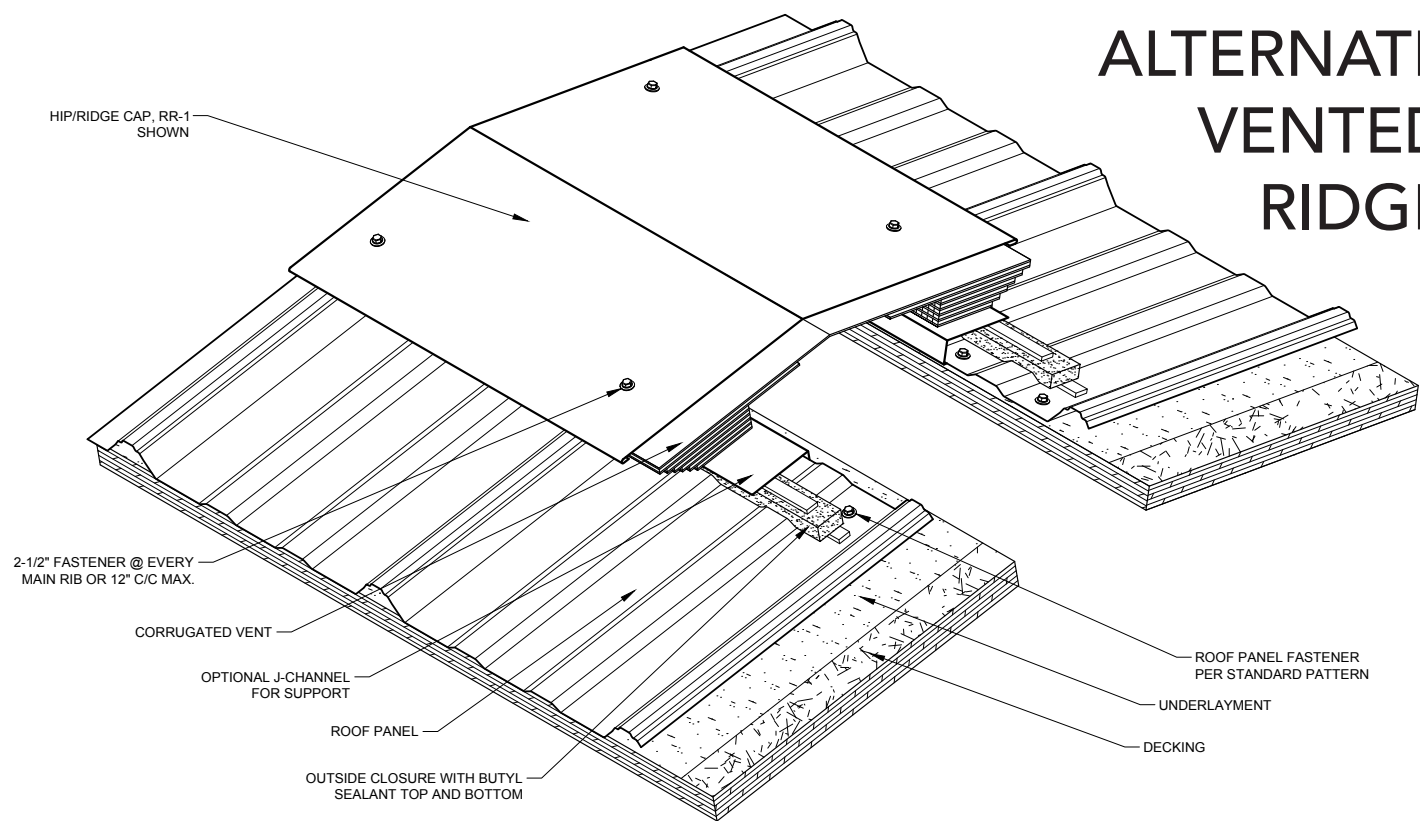 ALTERNATE
VENTED
RIDGE
HIP/RIDGE CAP, RR-1
SHOWN
2-1/2" FASTENER @ EVERY
MAIN RIB OR 12" C/C MAX.
CORRUGATED VENT
OPTIONAL J-CHANNEL
FOR SUPPORT
ROOF PANEL
OUTSIDE CLOSURE WITH BUTYL
SEALANT TOP AND BOTTOM
ROOF PANEL FASTENER
PER STANDARD PATTERN
UNDERLAYMENT
DECKING